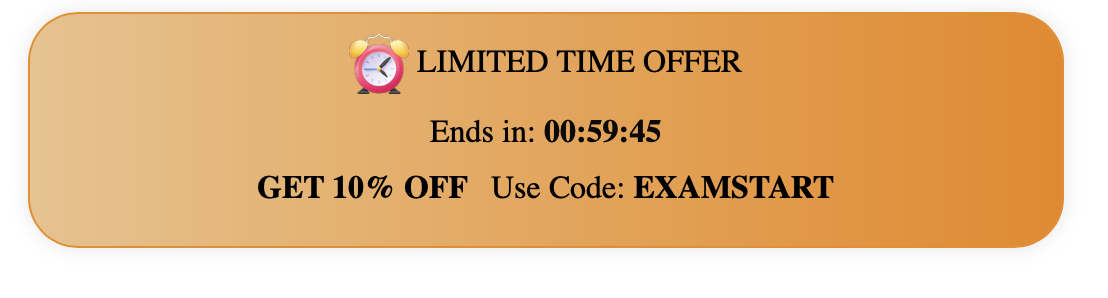 LIMITED TIME OFFER
Ends in: 00:59:45
GET 10% OFF Use Code: EXAMSTART